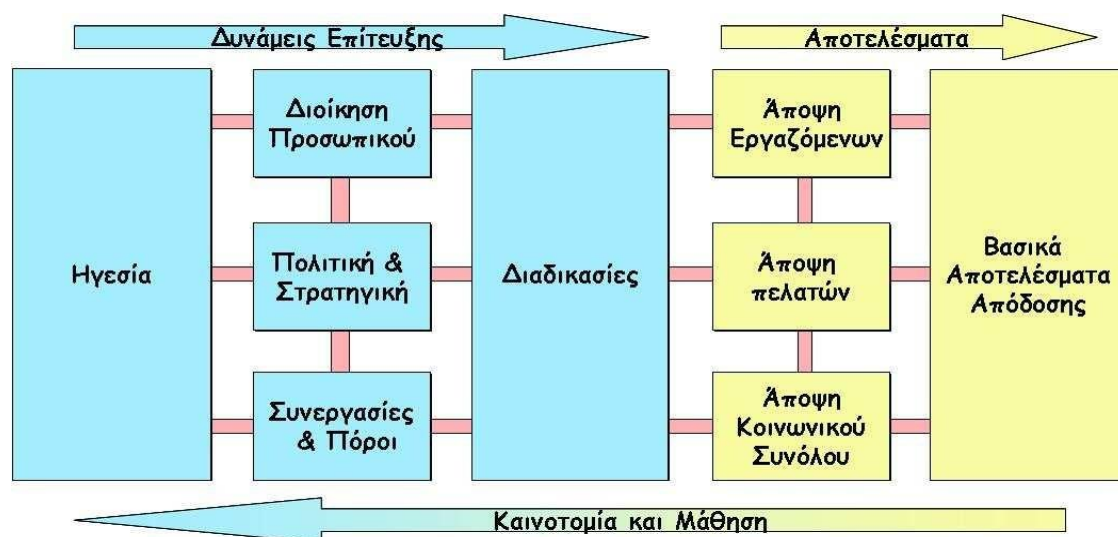 Δυνάμεις Επίτευξης
Αποτελέσματα
Ηγεσία
Διοίκηση
Προσωπικού
Πολιτική &
Στρατηγική
Συνεργασίες
& Πόροι
Διαδικασίες
Άποψη
Εργαζόμενων
Άποψη
πελατών
Άποψη
Κοινωνικού
Συνόλου
Βασικά
Αποτελέσματα
Απόδοσης
Καινοτομία και Μάθηση